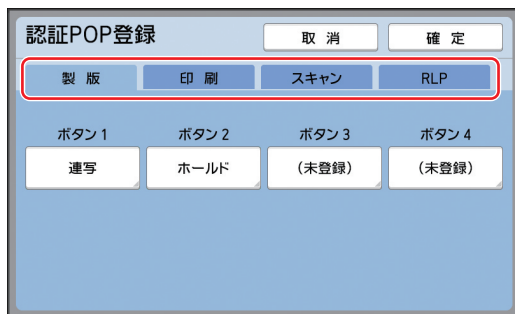 認証POP登録 取 消 確 定
製 版 印 刷 スキャン RLP
ボタン 1 ボタン 2 ボタン 3 ボタン 4
連写 ホールド (未登録) (未登録)